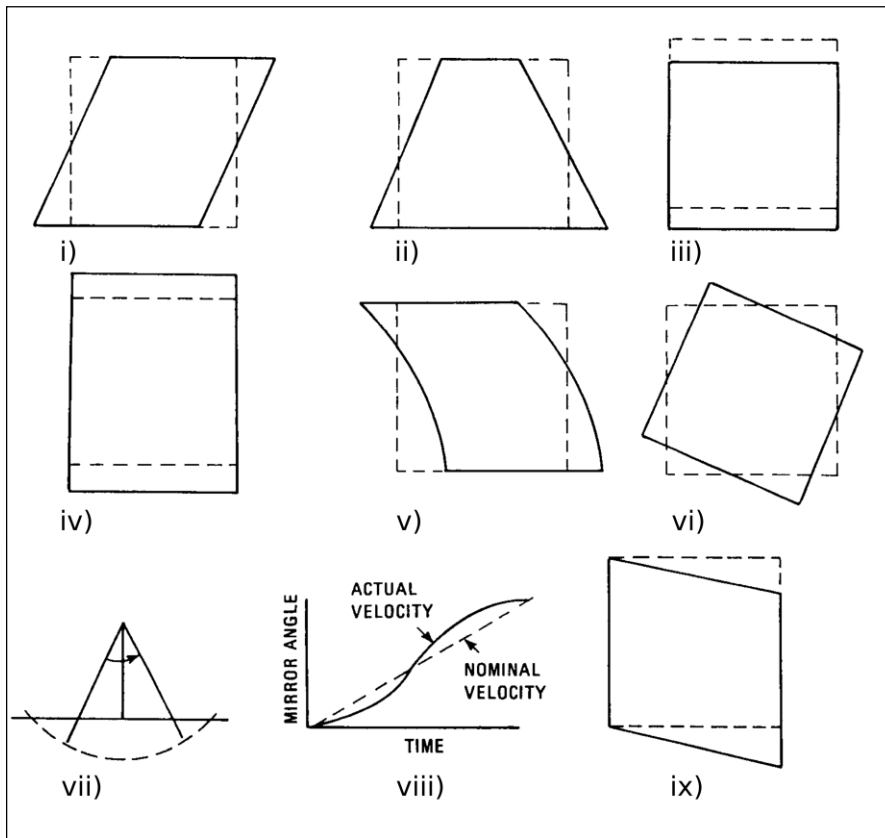 i)
ii)
iii)
iv)
v)
vi)
MIRROR ANGLE
ACTUAL
VELOCITY
NOMINAL
VELOCITY
TIME
vii)
viii)
ix)